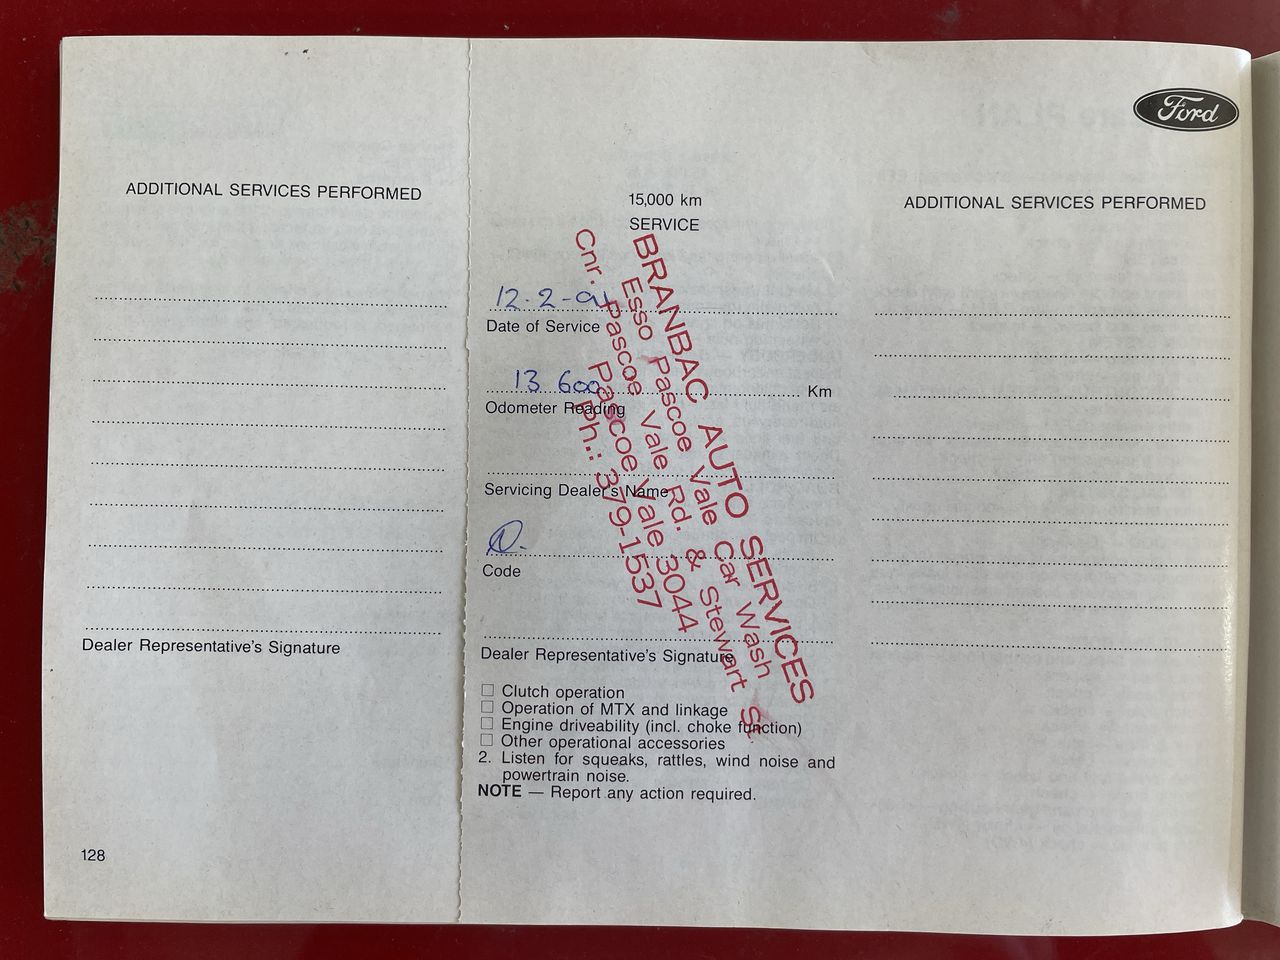 Ford
ADDITIONAL SERVICES PERFORMED
Dealer Representative's Signature
128
15,000 km
SERVICE
12-2-91
Date of Service
13 600
Km
Odometer Reading
Servicing Dealer's Name
Code
Dealer Representative's Signature
BRANBAC AUTO SERVICES
Esso Pascoe Vale Car Wash
Cnr. Pascoe Vale Rd. & Stewart St.
Pascoe Vale 3044
Ph.: 379-1537
☐ Clutch operation
☐ Operation of MTX and linkage
☐ Engine driveability (incl. choke function)
☐ Other operational accessories
2. Listen for squeaks, rattles, wind noise and
powertrain noise.
NOTE — Report any action required.
ADDITIONAL SERVICES PERFORMED